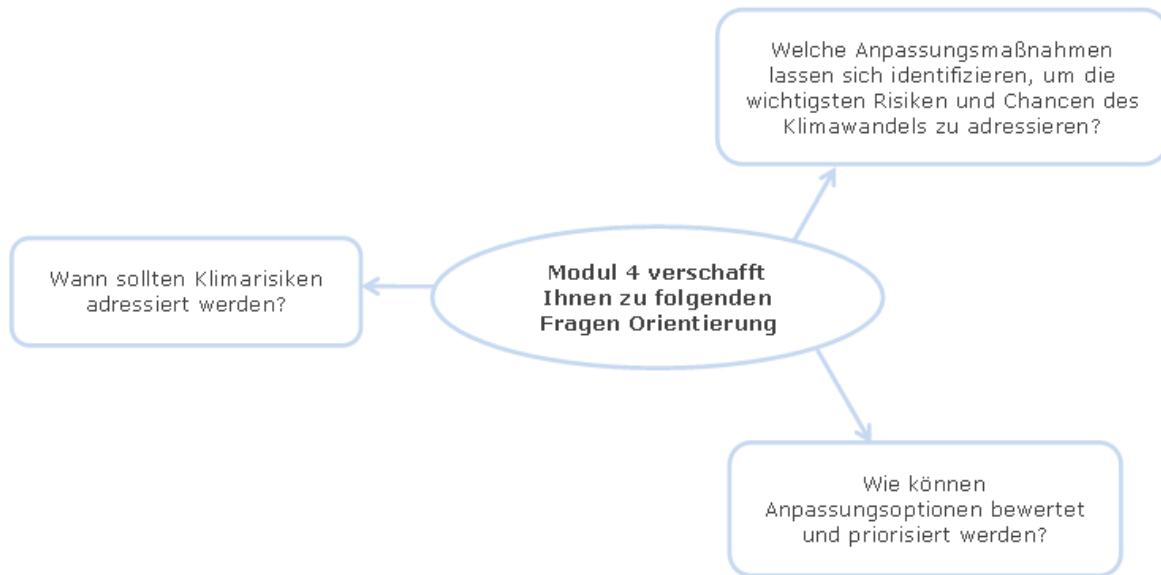 Welche Anpassungsmaßnahmen
lassen sich identifizieren, um die
wichtigsten Risiken und Chancen des
Klimawandels zu adressieren?
Wann sollten Klimarisiken
adressiert werden?
Modul 4 verschafft
Ihnen zu folgenden
Fragen Orientierung
Wie können
Anpassungsoptionen bewertet
und priorisiert werden?